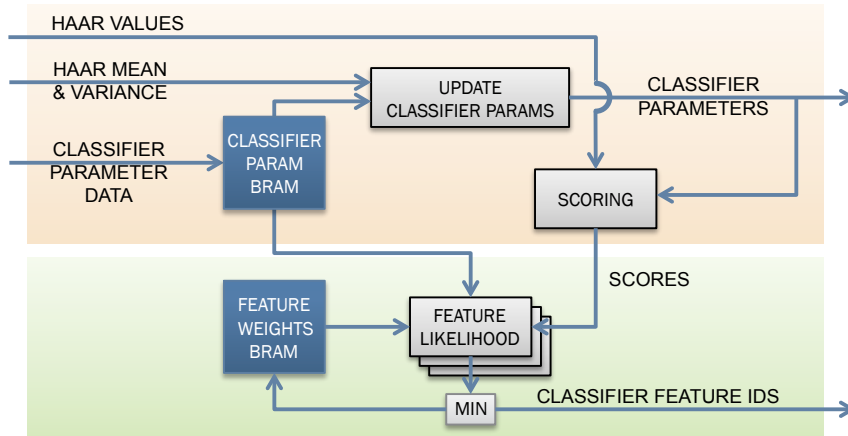 HAAR VALUES
HAAR MEAN
& VARIANCE
UPDATE
CLASSIFIER PARAMS
CLASSIFIER
PARAMETERS
CLASSIFIER
PARAMETER
DATA
CLASSIFIER
PARAM
BRAM
SCORING
SCORES
FEATURE
WEIGHTS
BRAM
FEATURE
LIKELIHOOD
MIN
CLASSIFIER FEATURE IDS